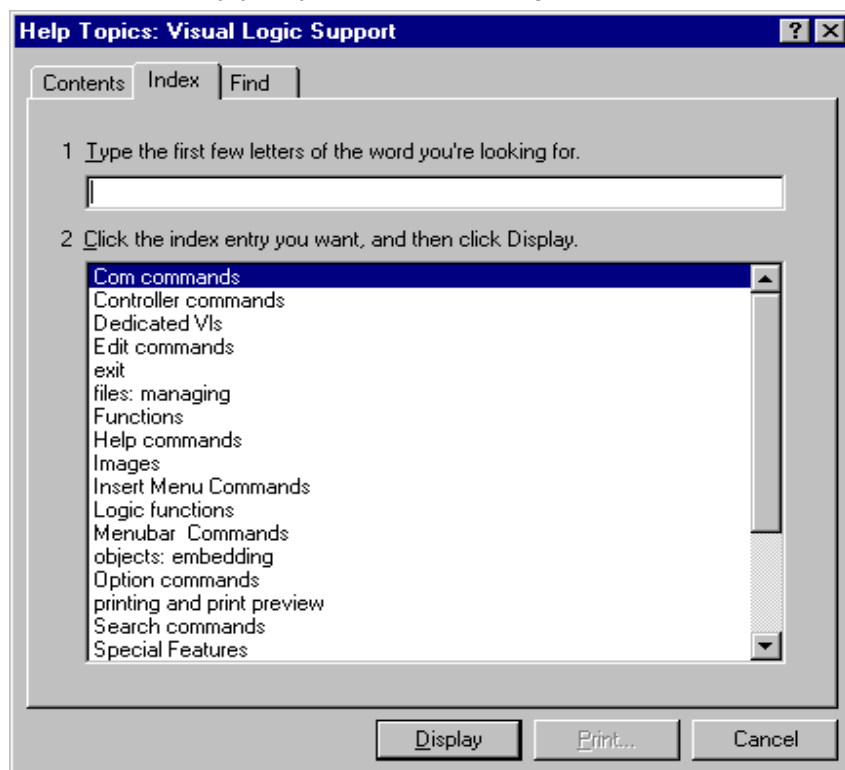 Help Topics: Visual Logic Support
Contents Index Find
1 Type the first few letters of the word you're looking for.
2 Click the index entry you want, and then click Display.
Com commands
Controller commands
Dedicated VIs
Edit commands
exit
files: managing
Functions
Help commands
Images
Insert Menu Commands
Logic functions
Menubar  Commands
objects: embedding
Option commands
printing and print preview
Search commands
Special Features
Display Print... Cancel